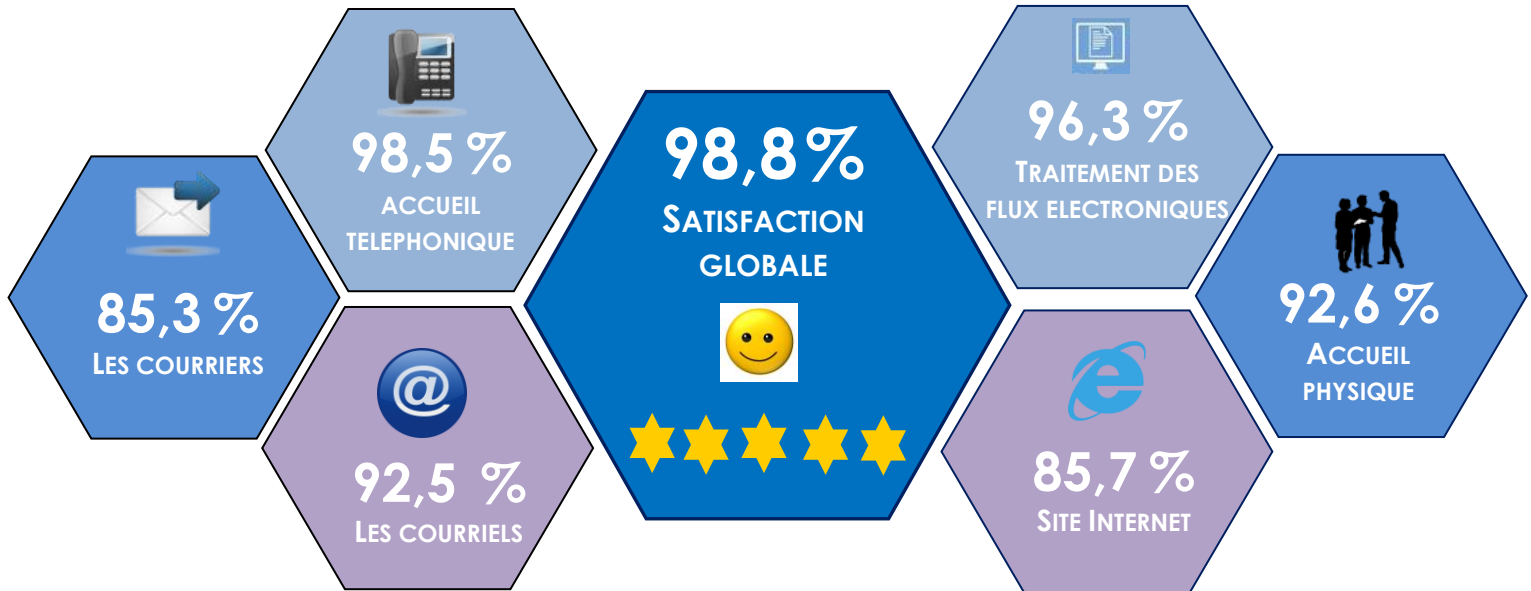 98,5 %
ACCUEIL
TELEPHONIQUE
85,3 %
LES COURRIERS
92,5 %
LES COURRIELS
98,8%
SATISFACTION
GLOBALE
96,3 %
TRAITEMENT DES
FLUX ELECTRONIQUES
92,6 %
ACCUEIL
PHYSIQUE
85,7 %
SITE INTERNET